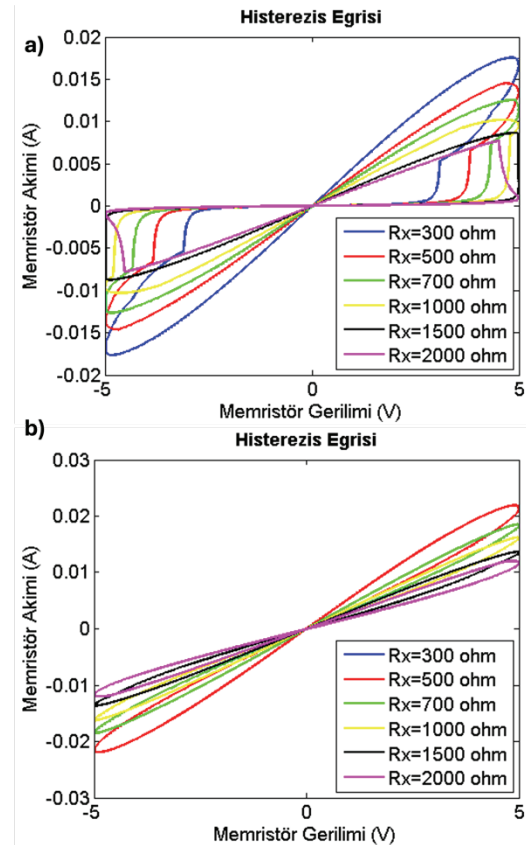 Histerezis Egrisi
a)
0.02
0.015
0.01
0.005
0
-0.005
-0.01
-0.015
-0.02
Memristör Akimi (A)
Rx=300 ohm
Rx=500 ohm
Rx=700 ohm
Rx=1000 ohm
Rx=1500 ohm
Rx=2000 ohm
-5 0 5
Memristör Gerilimi (V)
b)
Histerezis Egrisi
0.03
0.02
0.01
0
-0.01
-0.02
-0.03
Memristör Akimi (A)
Rx=300 ohm
Rx=500 ohm
Rx=700 ohm
Rx=1000 ohm
Rx=1500 ohm
Rx=2000 ohm
-5 0 5
Memristör Gerilimi (V)